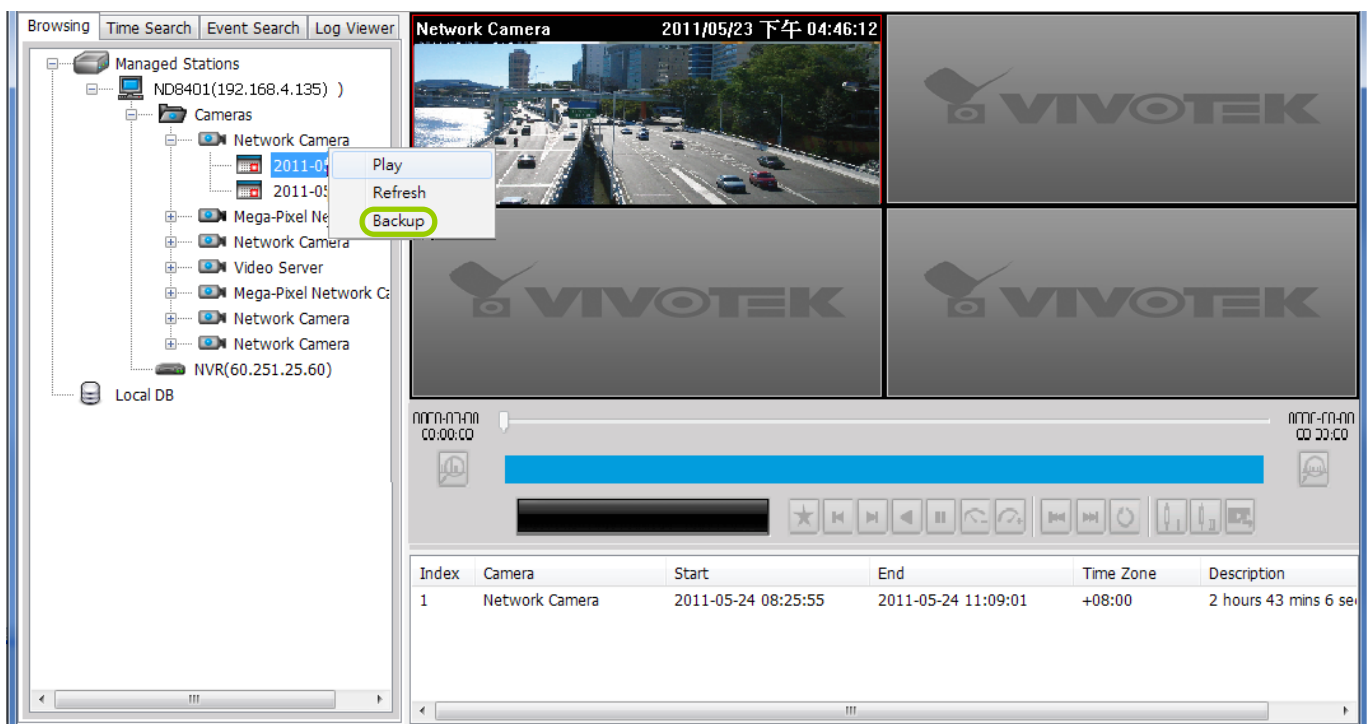 Browsing Time Search Event Search Log Viewer
Managed Stations
ND8401(192.168.4.135) )
Cameras
Network Camera
2011-0
2011-05
Mega-Pixel Ne
Network Camera
Video Server
Mega-Pixel Network Ca
Network Camera
Network Camera
NVR(60.251.25.60)
Local DB
Play
Refresh
Backup
Network Camera 2011/05/23 下午 04:46:12
VIVOTEK
VIVOTEK
VIVOTEK
Index Camera Start End Time Zone Description
1 Network Camera 2011-05-24 08:25:55 2011-05-24 11:09:01 +08:00 2 hours 43 mins 6 se